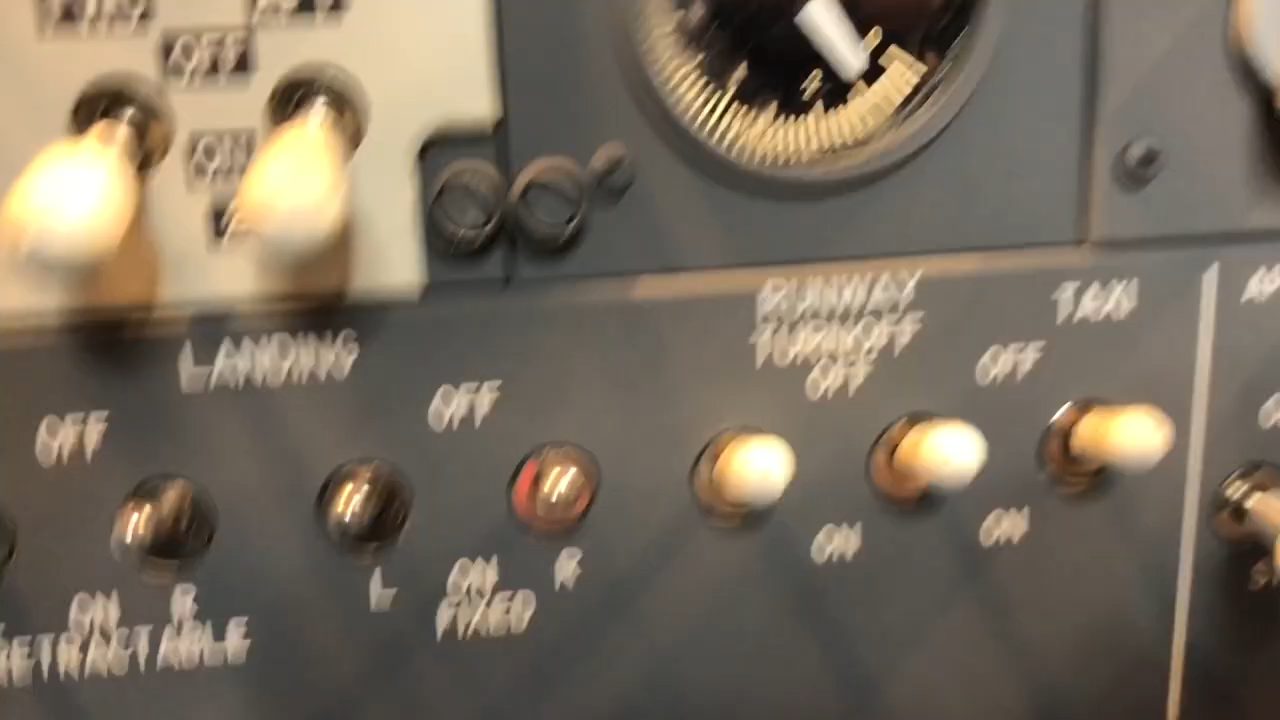 OFF
ON
LANDING
RUNWAY
TURNOFF
TAXI
OFF
OFF
OFF
OFF
ON
ON
ON
R
L
ON
R
RETRACTABLE
FIXED